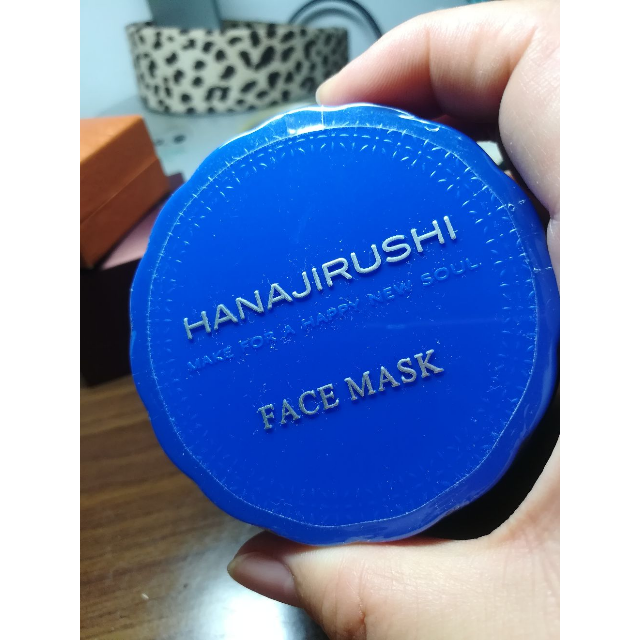 HANAJIRUSHI
MAKE FOR A HAPPY NEW SOUL
FACE MASK